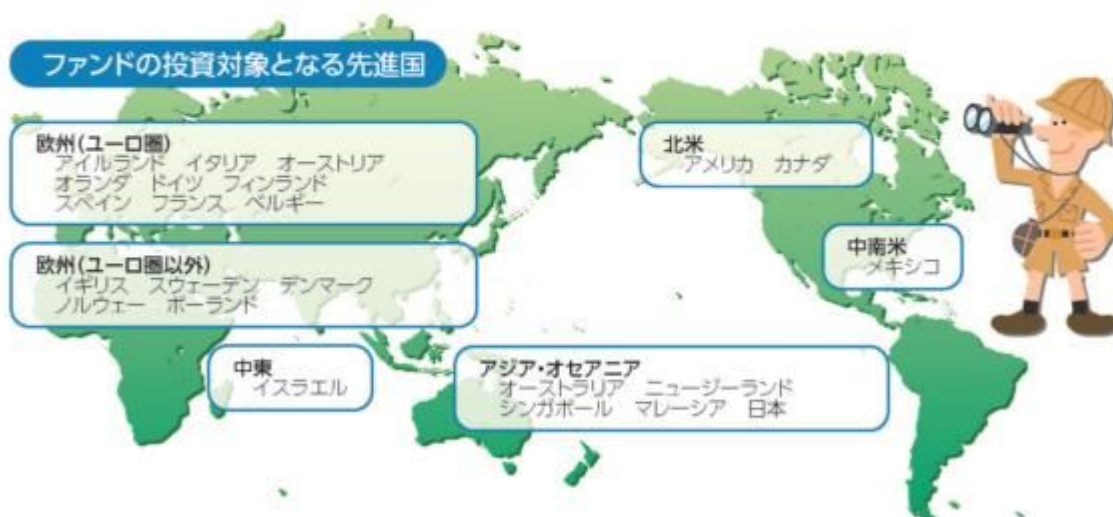 ファンドの投資対象となる先進国
欧州(ユーロ圏)
アイルランド イタリア オーストリア
オランダ ドイツ フィンランド
スペイン フランス ベルギー
欧州(ユーロ圏以外)
イギリス スウェーデン デンマーク
ノルウェー ポーランド
中東
イスラエル
アジア・オセアニア
オーストラリア ニュージーランド
シンガポール マレーシア 日本
北米
アメリカ カナダ
中南米
メキシコ